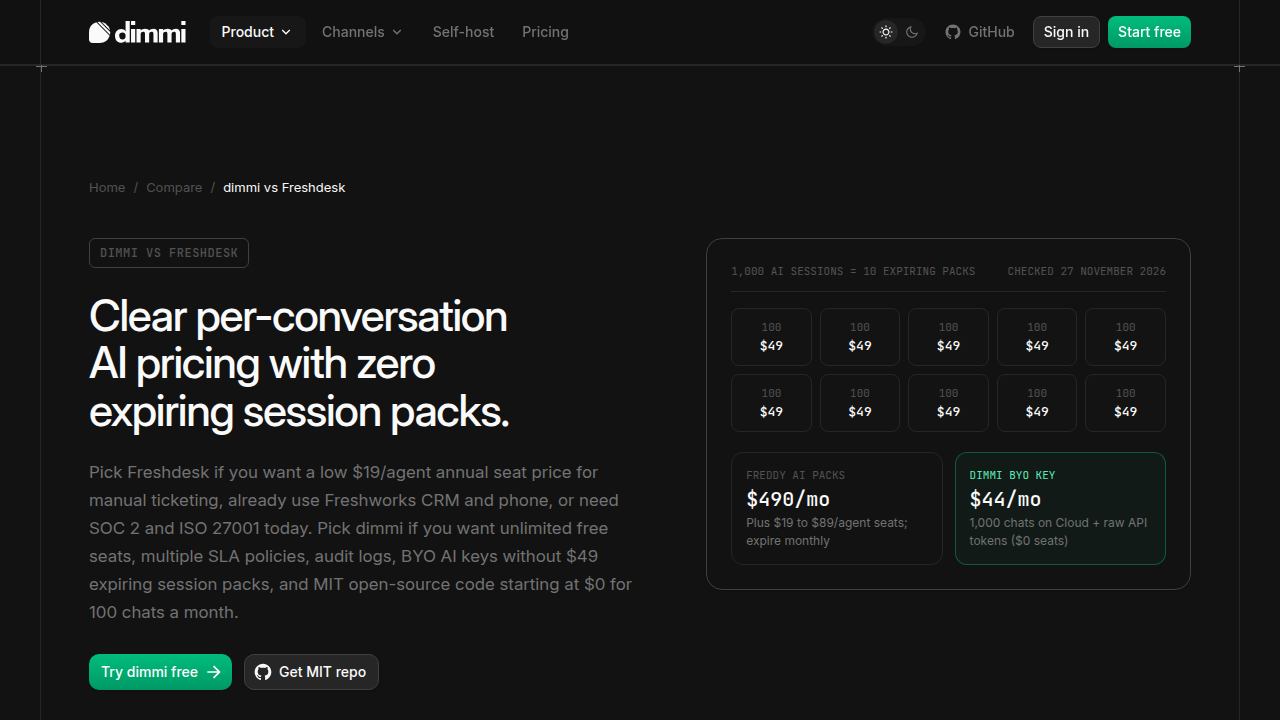 dimmi
Product
Channels
Self-host
Pricing
GitHub
Sign in
Start free
Home / Compare / dimmi vs Freshdesk
DIMMI VS FRESHDESK
Clear per-conversation
AI pricing with zero
expiring session packs.
Pick Freshdesk if you want a low $19/agent annual seat price for
manual ticketing, already use Freshworks CRM and phone, or need
SOC 2 and ISO 27001 today. Pick dimmi if you want unlimited free
seats, multiple SLA policies, audit logs, BYO AI keys without $49
expiring session packs, and MIT open-source code starting at $0 for
100 chats a month.
Try dimmi free
Get MIT repo
1,000 AI SESSIONS = 10 EXPIRING PACKS
CHECKED 27 NOVEMBER 2026
100 100 100 100 100
$49 $49 $49 $49 $49
100 100 100 100 100
$49 $49 $49 $49 $49
FREDDY AI PACKS
$490/mo
Plus $19 to $89/agent seats;
expire monthly
DIMMI BYO KEY
$44/mo
1,000 chats on Cloud + raw API
tokens ($0 seats)